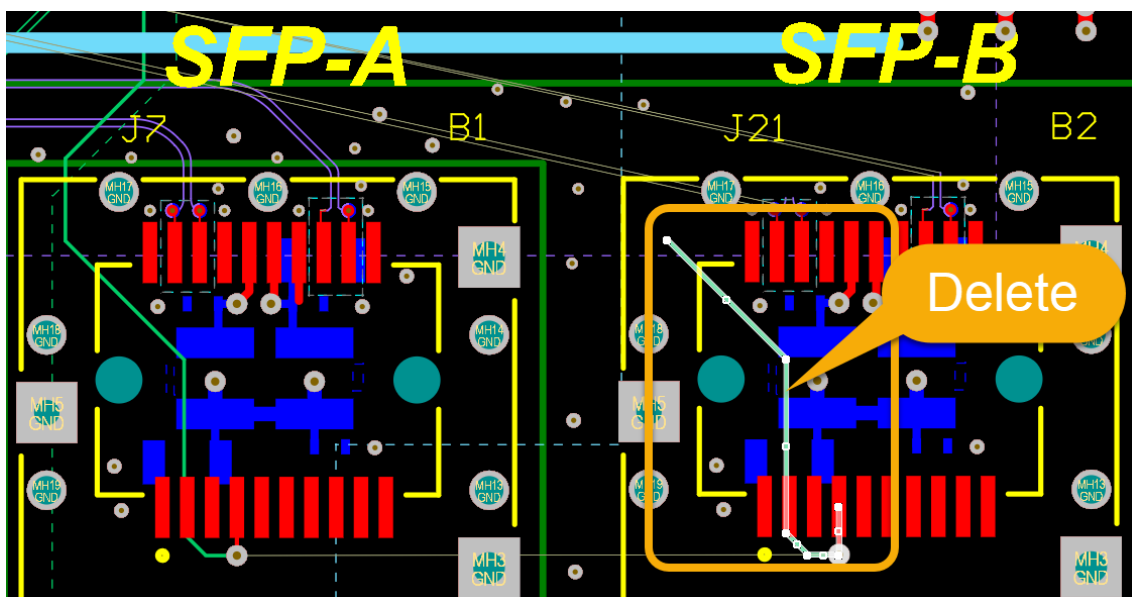 SFP-A
SFP-B
J7
B1
J21
B2
MH17
GND
MH16
GND
MH15
GND
MH17
GND
MH16
GND
MH15
GND
MH4
GND
MH4
Delete
MH18
GND
MH14
GND
MH18
GND
MH5
GND
MH5
GND
MH19
GND
MH13
GND
MH19
GND
MH13
GND
MH3
GND
MH3
GND